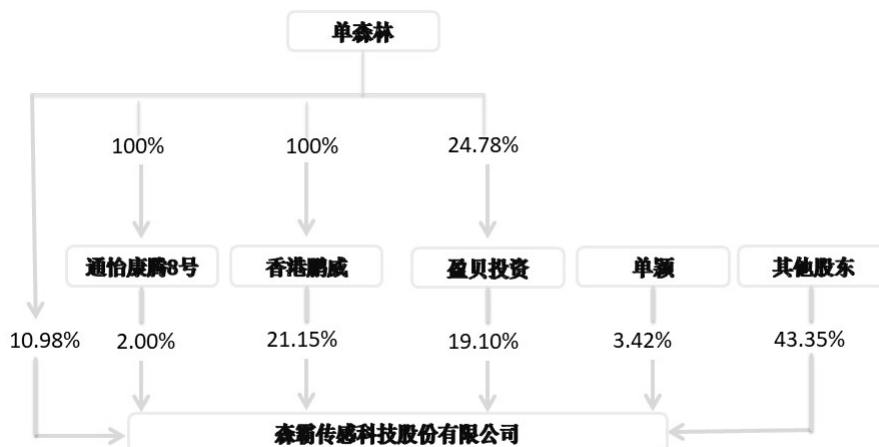 单森林
100% 100% 24.78%
通怡康腾8号 香港鹏威 盈贝投资 单颖 其他股东
10.98% 2.00% 21.15% 19.10% 3.42% 43.35%
森霸传感科技股份有限公司